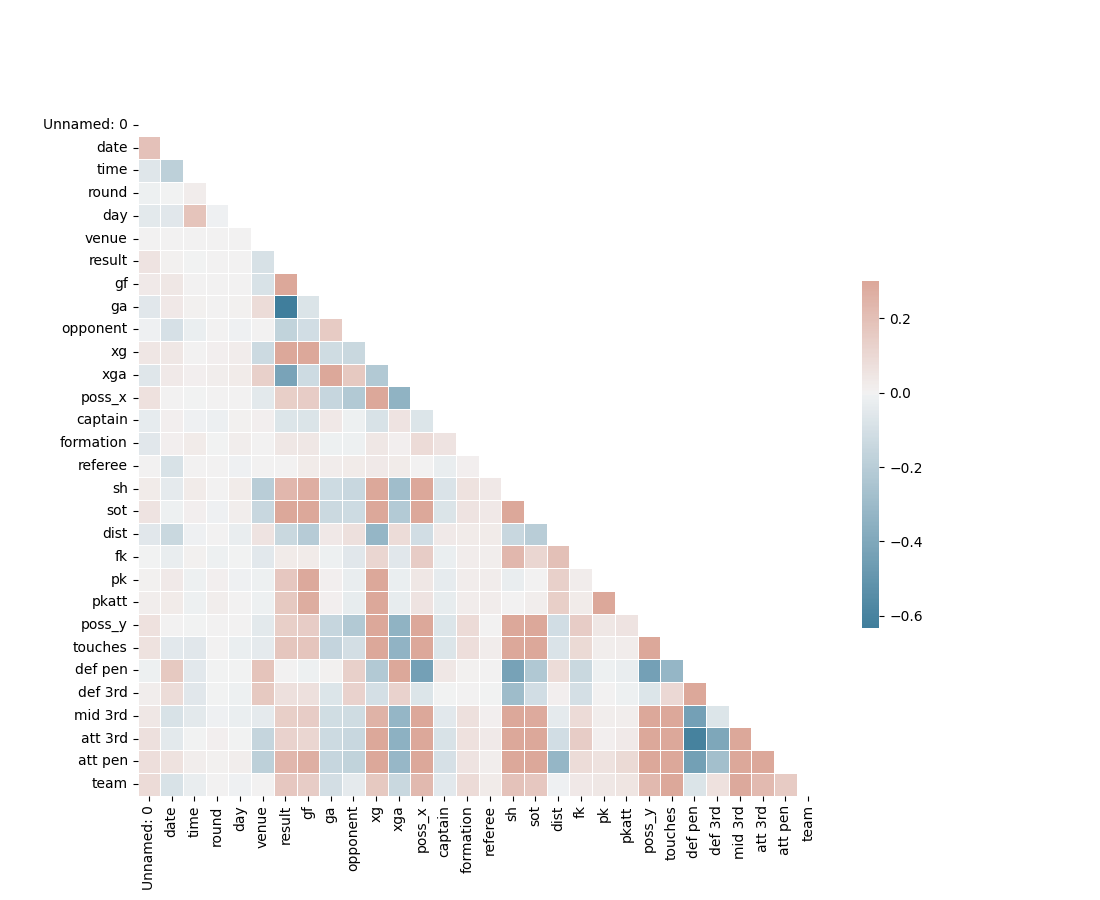 Unnamed: 0
date
time
round
day
venue
result
gf
ga
opponent
xg
xga
poss_x
captain
formation
referee
sh
sot
dist
fk
pk
pkatt
poss_y
touches
def pen
def 3rd
mid 3rd
att 3rd
att pen
team
Unnamed: 0
date
time
round
day
venue
result
gf
ga
opponent
xg
xga
poss_x
captain
formation
referee
sh
sot
dist
fk
pk
pkatt
poss_y
touches
def pen
def 3rd
mid 3rd
att 3rd
att pen
team
0.2
0.0
−0.2
−0.4
−0.6